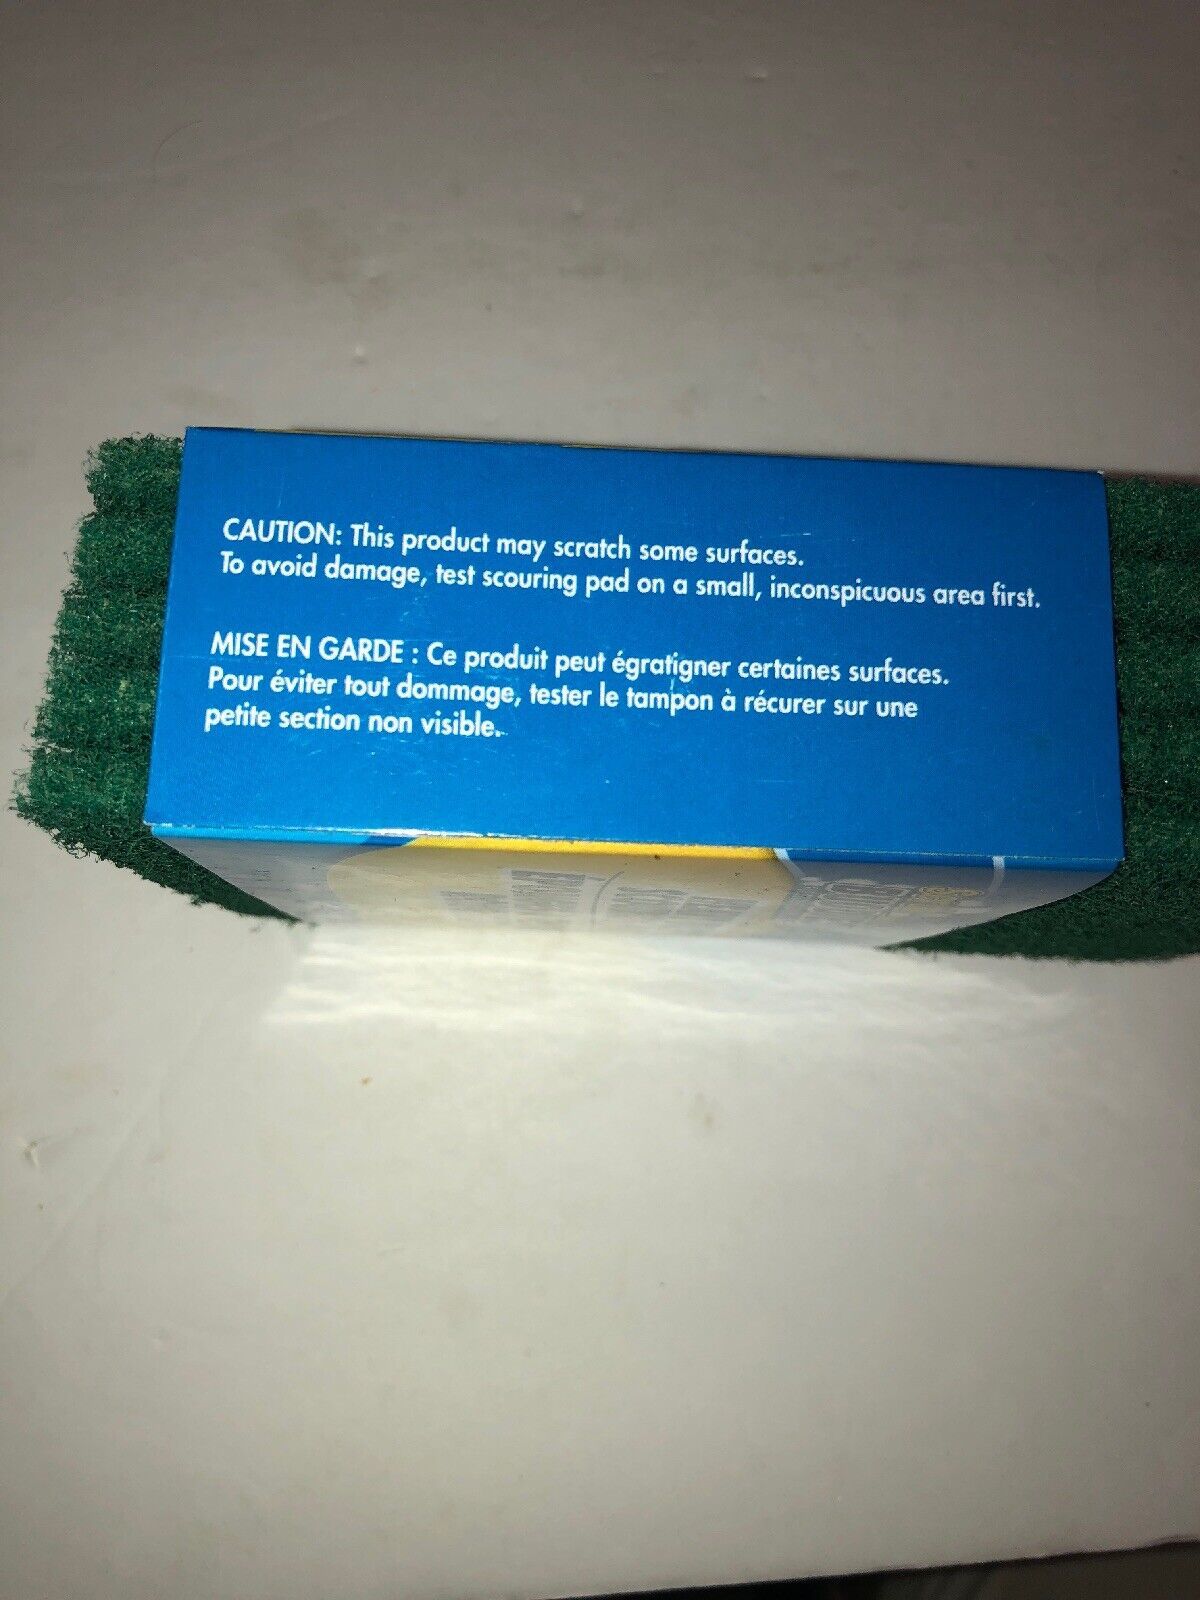 CAUTION: This product may scratch some surfaces.
To avoid damage, test scouring pad on a small, inconspicuous area first.
MISE EN GARDE : Ce produit peut égratigner certaines surfaces.
Pour éviter tout dommage, tester le tampon à récurer sur une
petite section non visible.